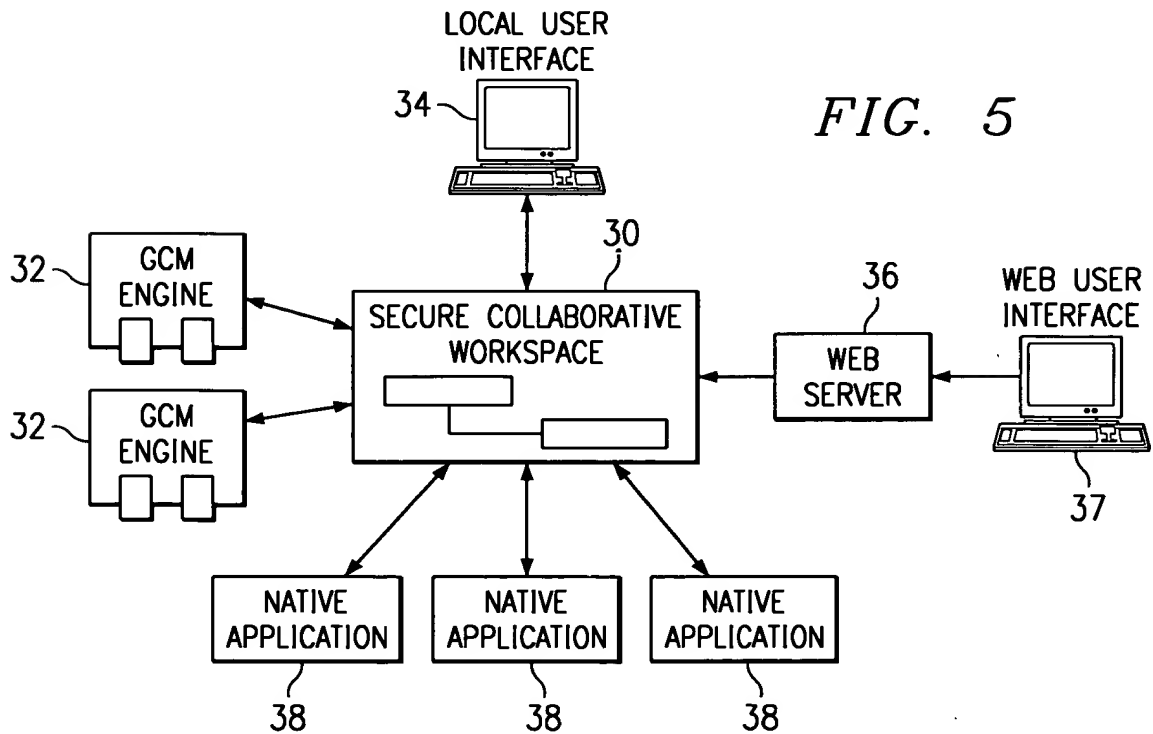 LOCAL USER
INTERFACE
34
FIG. 5
30
32
GCM
ENGINE
SECURE COLLABORATIVE
WORKSPACE
36
WEB
SERVER
WEB USER
INTERFACE
32
GCM
ENGINE
37
NATIVE
APPLICATION
NATIVE
APPLICATION
NATIVE
APPLICATION
38
38
38